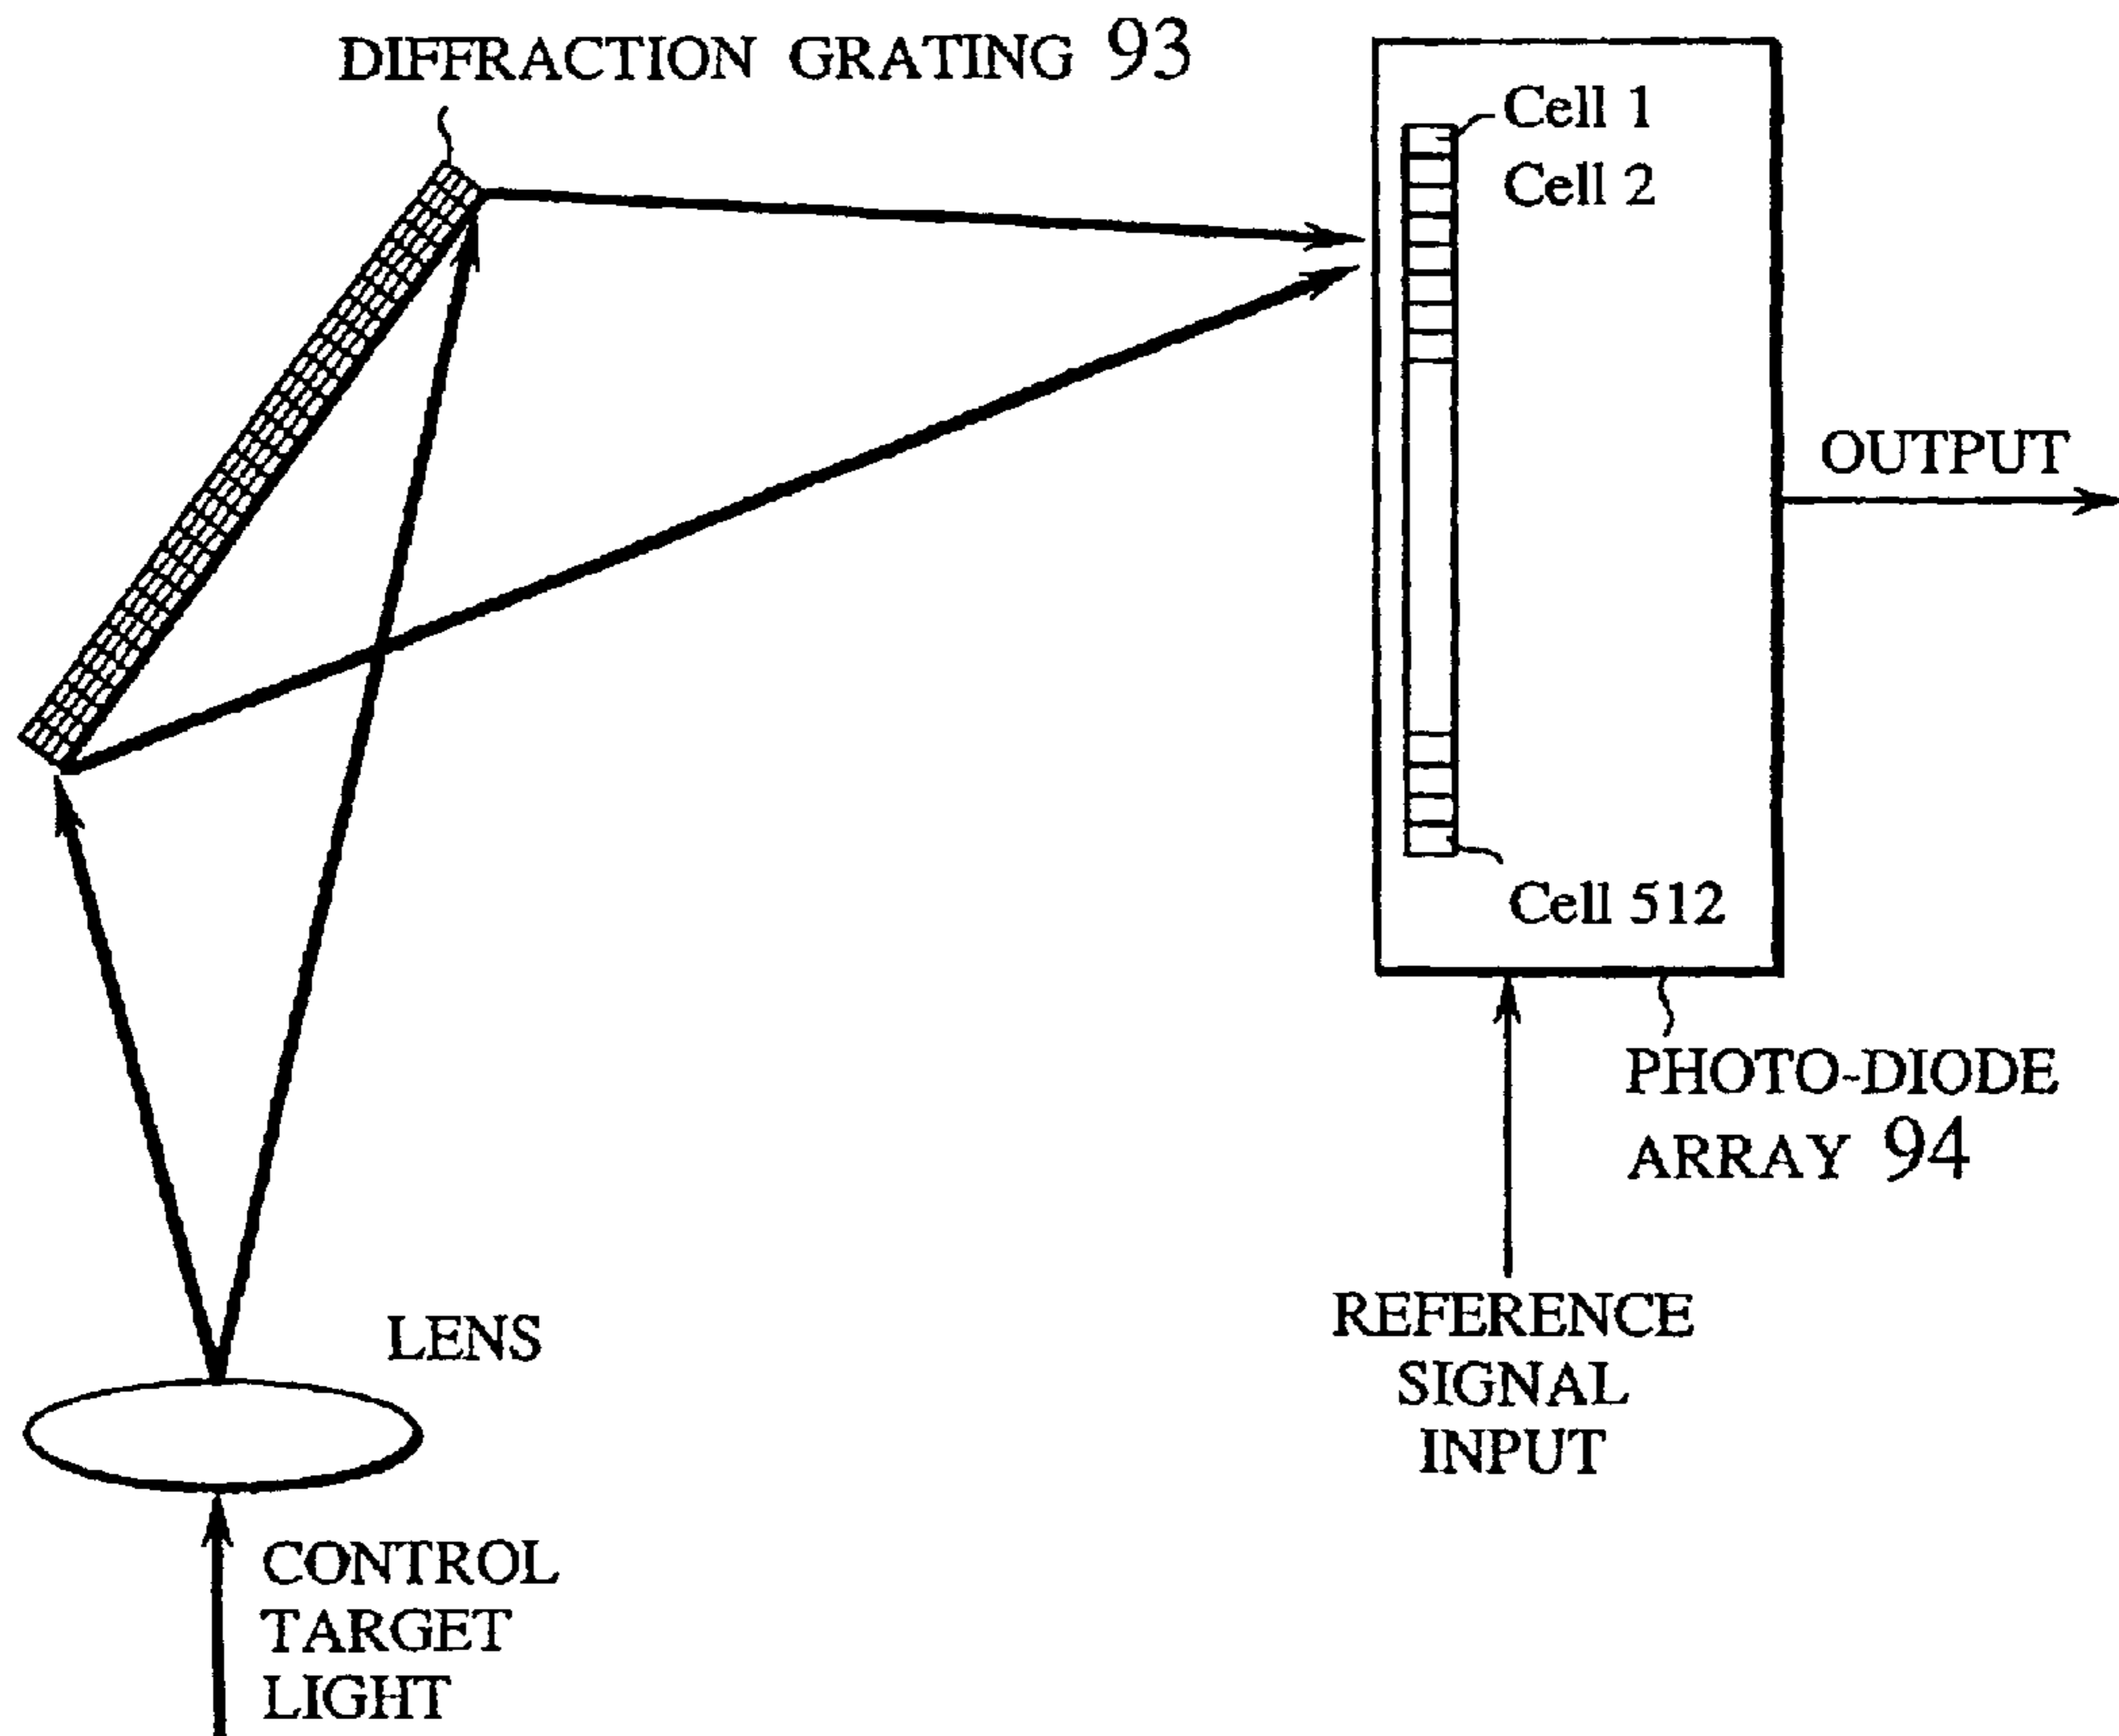 DIFFRACTION GRATING 93
Cell 1
Cell 2
OUTPUT
Cell 512
PHOTO-DIODE
ARRAY 94
REFERENCE
SIGNAL
INPUT
LENS
CONTROL
TARGET
LIGHT